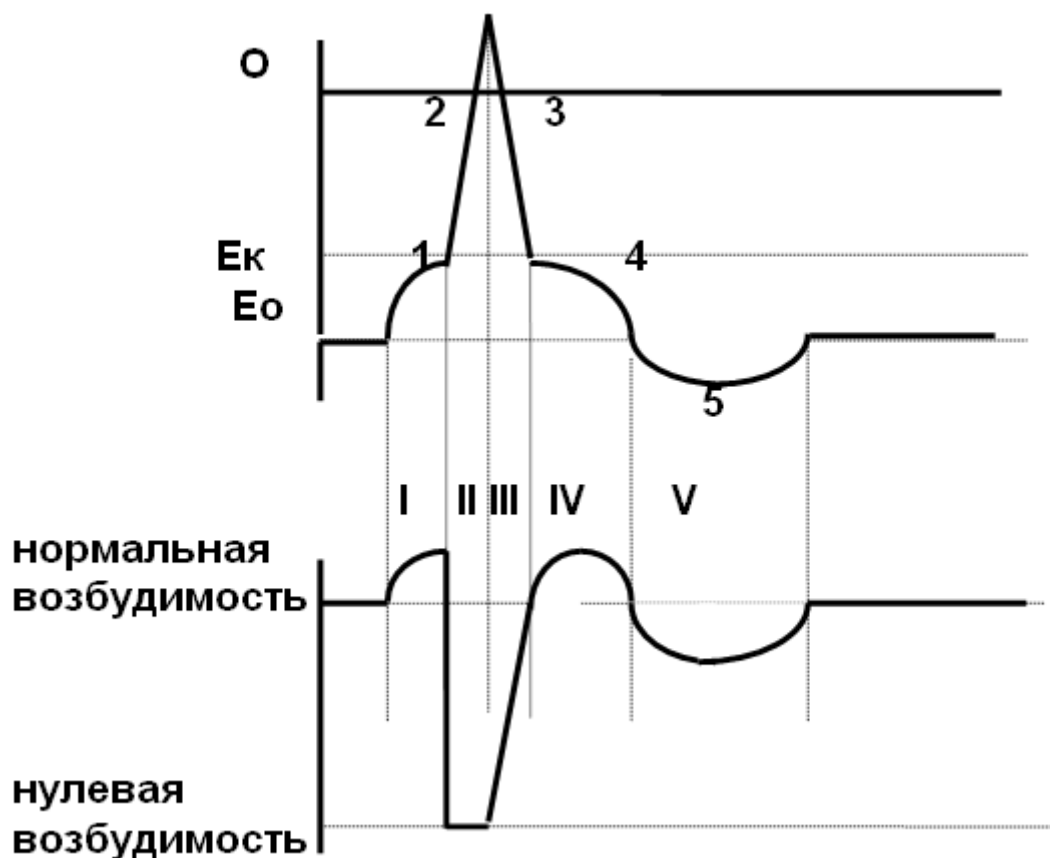 О
2 3
Ек 1 4
Ео
5
I II III IV V
нормальная
возбудимость
нулевая
возбудимость